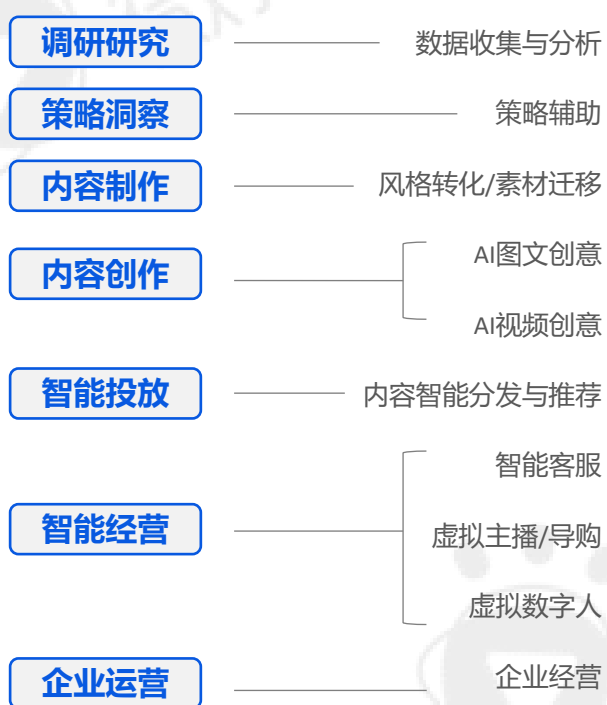 调研研究
数据收集与分析
策略洞察
策略辅助
内容制作
风格转化/素材迁移
内容创作
AI图文创意
AI视频创意
智能投放
内容智能分发与推荐
智能经营
智能客服
虚拟主播/导购
虚拟数字人
企业运营
企业经营